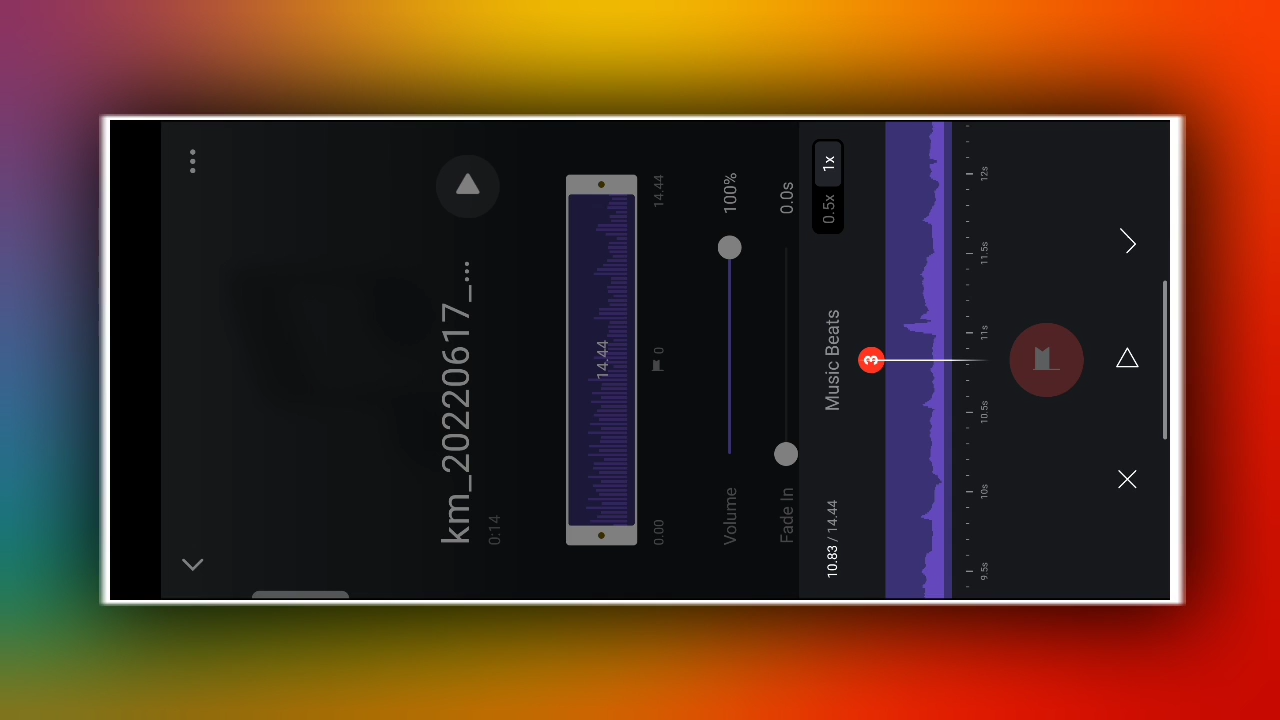 km_20220617_...
0:14
14.44
0.00
0
14.44
Volume
100%
Fade In
0.0s
10.83 / 14.44
Music Beats
0.5x
1x
3
9.5s
10s
10.5s
11s
11.5s
12s